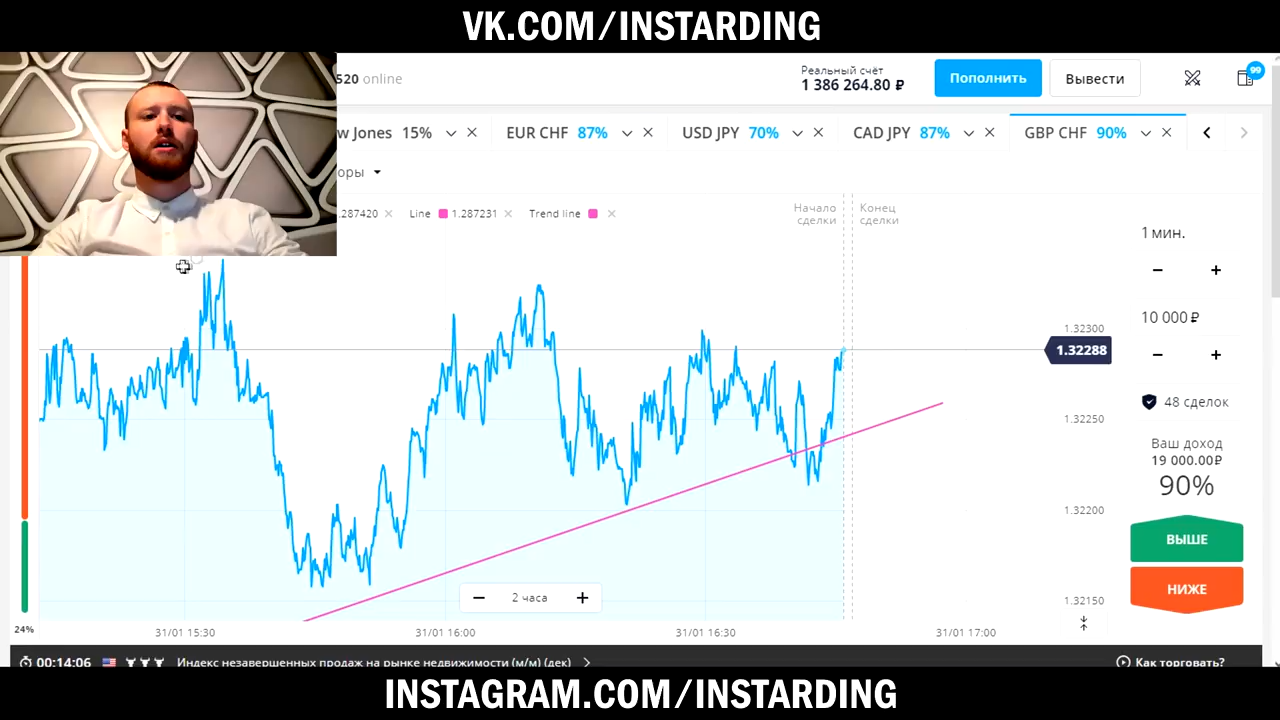 VK.COM/INSTARDING
520 online
Реальный счёт
1 386 264.80 ₽
Пополнить
Вывести
99
w Jones 15%
EUR CHF 87%
USD JPY 70%
CAD JPY 87%
GBP CHF 90%
оры
.287420
Line 1.287231
Trend line
Начало сделки
Конец сделки
1 мин.
− +
10 000 ₽
− +
1.32300
1.32288
1.32250
1.32200
1.32150
48 сделок
Ваш доход
19 000.00₽
90%
ВЫШЕ
НИЖЕ
− 2 часа +
24%
31/01 15:30
31/01 16:00
31/01 16:30
31/01 17:00
00:14:06 Индекс незавершенных продаж на рынке недвижимости (м/м) (дек)
Как торговать?
INSTAGRAM.COM/INSTARDING